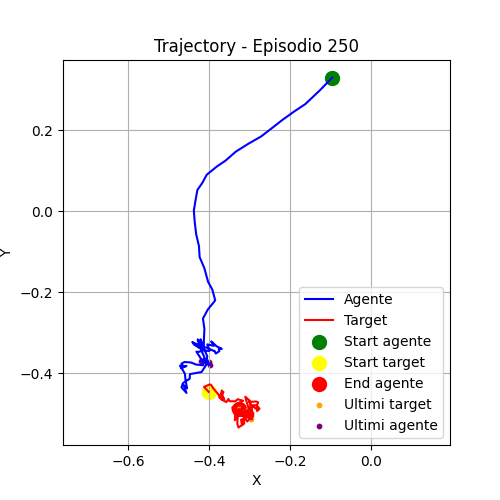 Trajectory - Episodio 250
0.2
0.0
−0.2
−0.4
Y
Agente
Target
Start agente
Start target
End agente
Ultimi target
Ultimi agente
−0.6
−0.4
−0.2
0.0
X